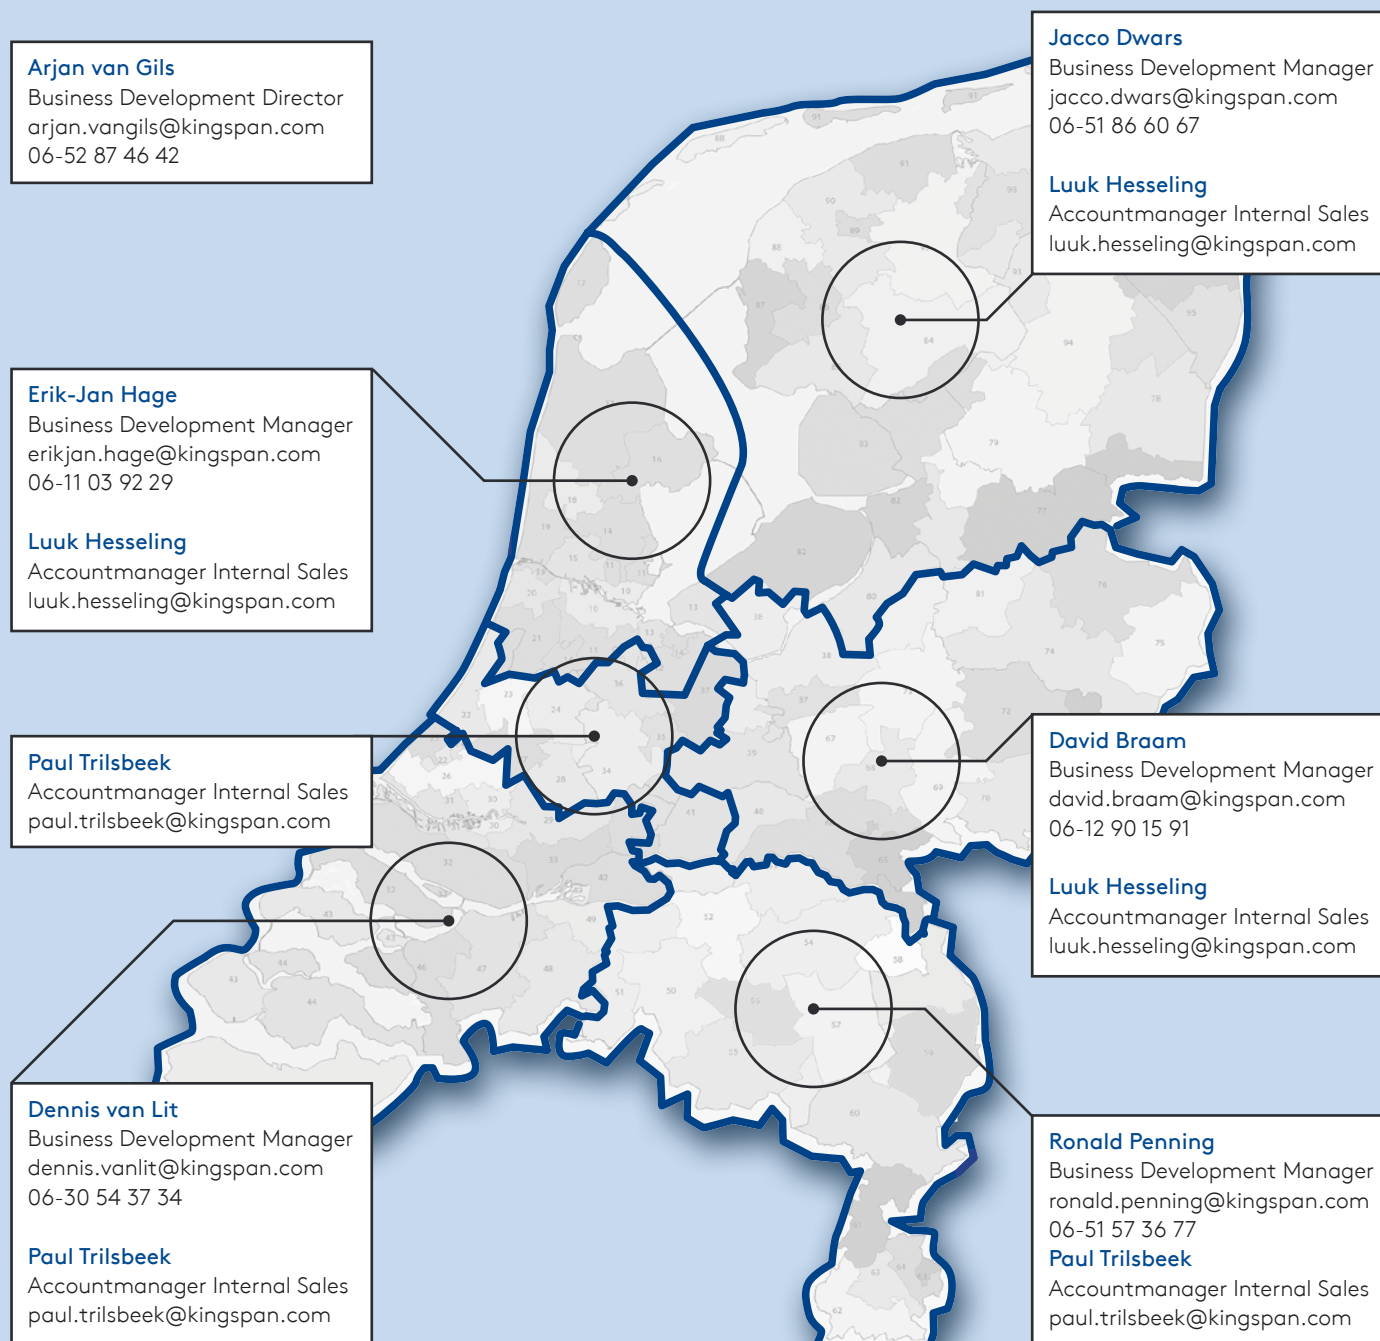 Arjan van Gils
Business Development Director
arjan.vangils@kingspan.com
06-52 87 46 42
Jacco Dwars
Business Development Manager
jacco.dwars@kingspan.com
06-51 86 60 67
Luuk Hesseling
Accountmanager Internal Sales
luuk.hesseling@kingspan.com
Erik-Jan Hage
Business Development Manager
erikjan.hage@kingspan.com
06-11 03 92 29
Luuk Hesseling
Accountmanager Internal Sales
luuk.hesseling@kingspan.com
Paul Trilsbeek
Accountmanager Internal Sales
paul.trilsbeek@kingspan.com
David Braam
Business Development Manager
david.braam@kingspan.com
06-12 90 15 91
Luuk Hesseling
Accountmanager Internal Sales
luuk.hesseling@kingspan.com
Dennis van Lit
Business Development Manager
dennis.vanlit@kingspan.com
06-30 54 37 34
Paul Trilsbeek
Accountmanager Internal Sales
paul.trilsbeek@kingspan.com
Ronald Penning
Business Development Manager
ronald.penning@kingspan.com
06-51 57 36 77
Paul Trilsbeek
Accountmanager Internal Sales
paul.trilsbeek@kingspan.com